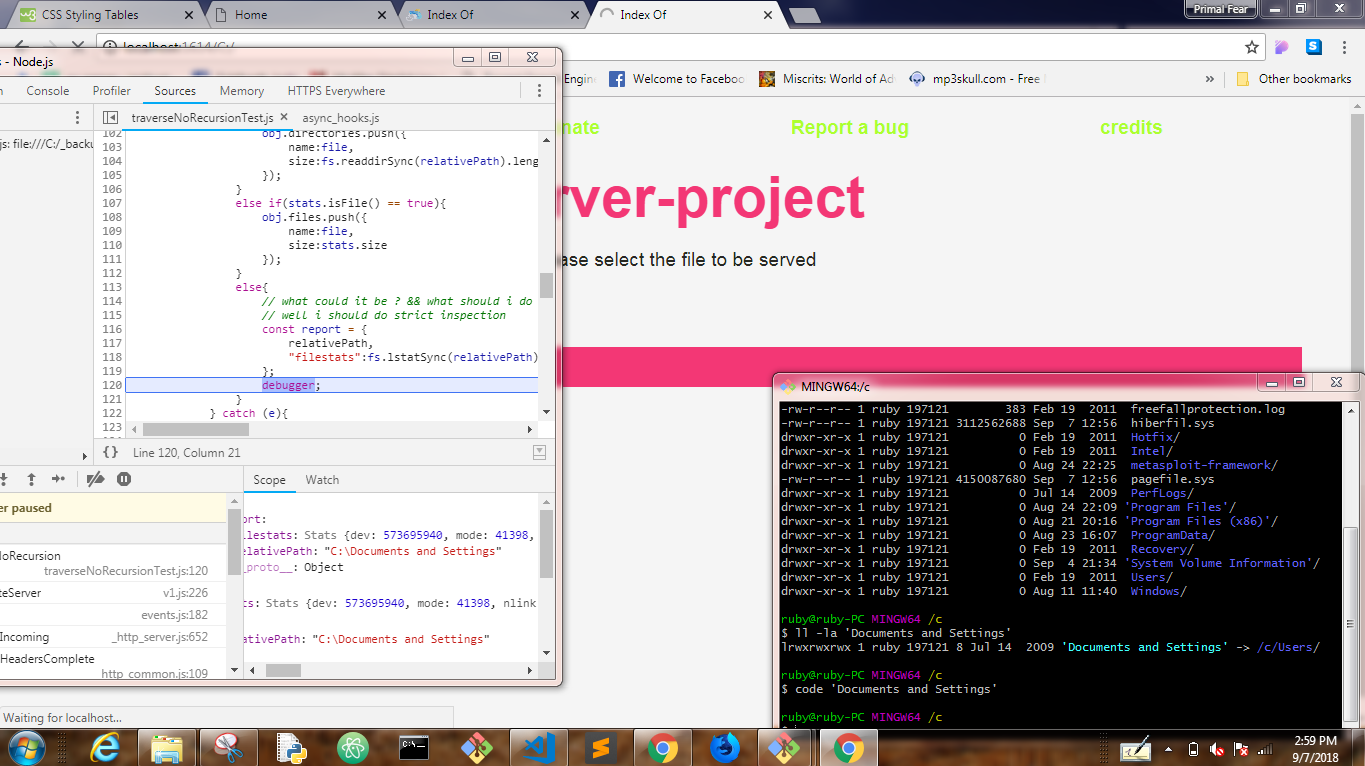 CSS Styling Tables
Home
Index Of
Index Of
Primal Fear
localhost:1614/C:/
Engine
Welcome to Faceboo
Miscrits: World of Ad
mp3skull.com - Free
»
Other bookmarks
s - Node.js
Console
Profiler
Sources
Memory
HTTPS Everywhere
traverseNoRecursionTest.js
async_hooks.js
js: file:///C:/_backu
102 obj.directories.push({
103 name:file,
104 size:fs.readdirSync(relativePath).leng
105 });
106 }
107 else if(stats.isFile() == true){
108 obj.files.push({
109 name:file,
110 size:stats.size
111 });
112 }
113 else{
114 // what could it be ? && what should i do
115 // well i should do strict inspection
116 const report = {
117 relativePath,
118 "filestats":fs.lstatSync(relativePath)
119 };
120 debugger;
121 }
122 } catch (e){
123
{} Line 120, Column 21
Scope
Watch
er paused
NoRecursion
traverseNoRecursionTest.js:120
teServer
v1.js:226
events.js:182
Incoming
_http_server.js:652
HeadersComplete
http_common.js:109
ort:
ilestats: Stats {dev: 573695940, mode: 41398,
elativePath: "C:\Documents and Settings"
_proto__: Object
ts: Stats {dev: 573695940, mode: 41398, nlink
ativePath: "C:\Documents and Settings"
Waiting for localhost...
nate
Report a bug
credits
rver-project
ase select the file to be served
MINGW64:/c
-rw-r--r-- 1 ruby 197121 383 Feb 19 2011 freefallprotection.log
-rw-r--r-- 1 ruby 197121 3112562688 Sep 7 12:56 hiberfil.sys
drwxr-xr-x 1 ruby 197121 0 Feb 19 2011 Hotfix/
drwxr-xr-x 1 ruby 197121 0 Feb 19 2011 Intel/
drwxr-xr-x 1 ruby 197121 0 Aug 24 22:25 metasploit-framework/
-rw-r--r-- 1 ruby 197121 4150087680 Sep 7 12:56 pagefile.sys
drwxr-xr-x 1 ruby 197121 0 Jul 14 2009 PerfLogs/
drwxr-xr-x 1 ruby 197121 0 Aug 24 22:09 'Program Files'/
drwxr-xr-x 1 ruby 197121 0 Aug 21 20:16 'Program Files (x86)'/
drwxr-xr-x 1 ruby 197121 0 Aug 23 16:07 ProgramData/
drwxr-xr-x 1 ruby 197121 0 Feb 19 2011 Recovery/
drwxr-xr-x 1 ruby 197121 0 Sep 4 21:34 'System Volume Information'/
drwxr-xr-x 1 ruby 197121 0 Feb 19 2011 Users/
drwxr-xr-x 1 ruby 197121 0 Aug 11 11:40 Windows/
ruby@ruby-PC MINGW64 /c
$ ll -la 'Documents and Settings'
lrwxrwxrwx 1 ruby 197121 8 Jul 14 2009 'Documents and Settings' -> /c/Users/
ruby@ruby-PC MINGW64 /c
$ code 'Documents and Settings'
ruby@ruby-PC MINGW64 /c
2:59 PM
9/7/2018